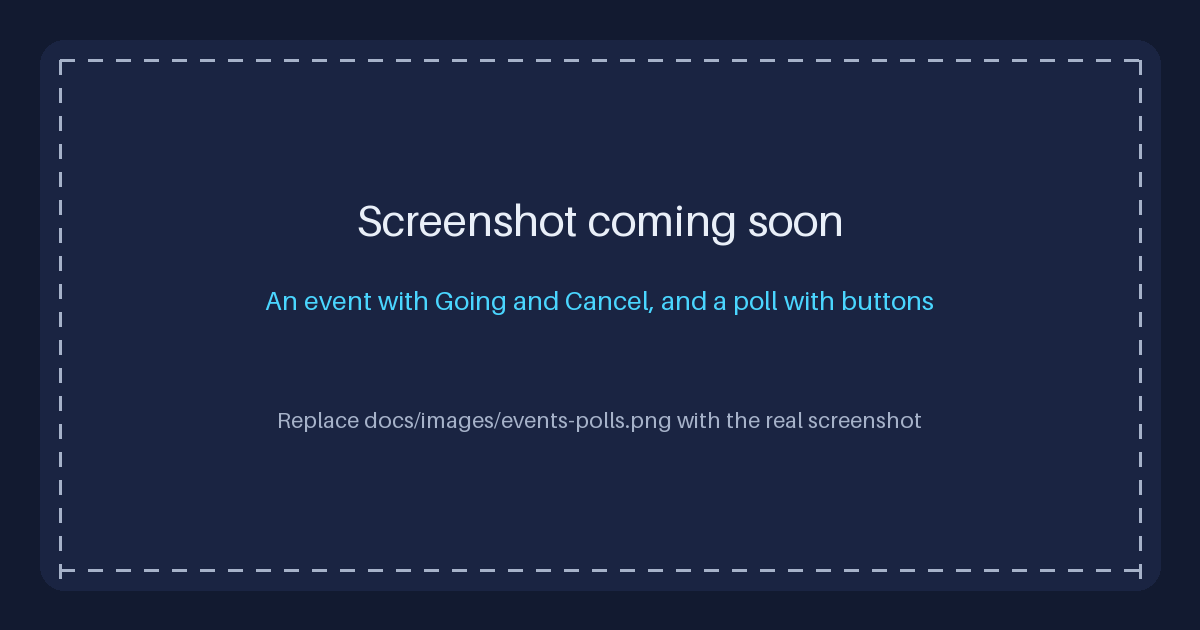 Screenshot coming soon
An event with Going and Cancel, and a poll with buttons
Replace docs/images/events-polls.png with the real screenshot